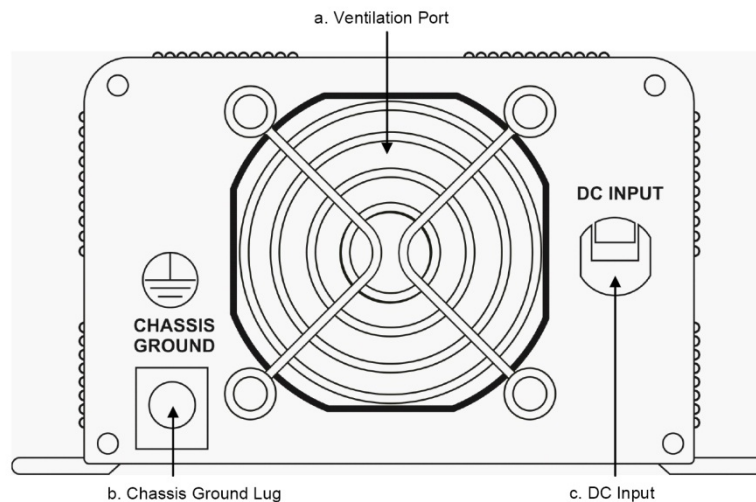 a. Ventilation Port
DC INPUT
CHASSIS
GROUND
b. Chassis Ground Lug
c. DC Input